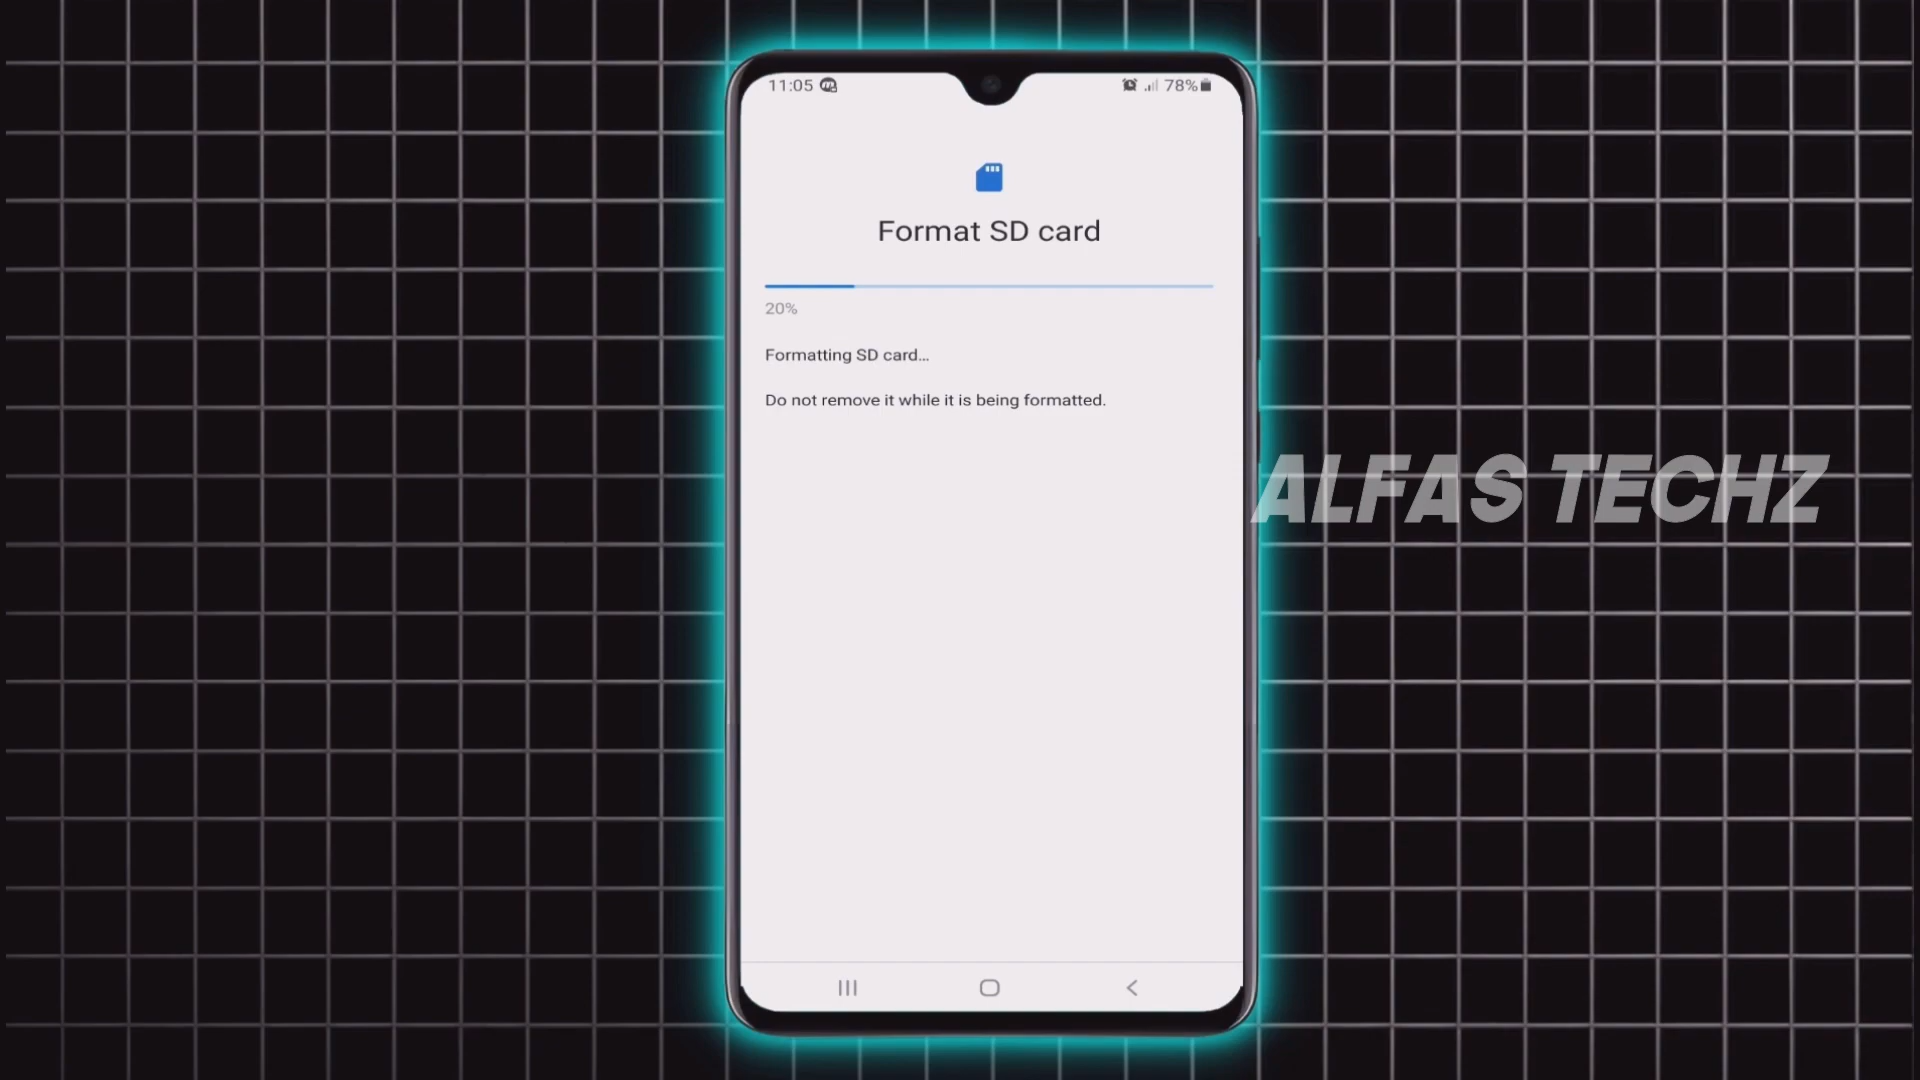 11:05
78%
Format SD card
20%
Formatting SD card...
Do not remove it while it is being formatted.
ALFAS TECHZ